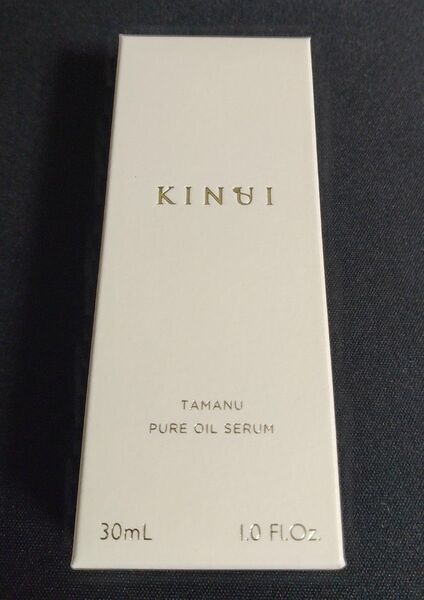 KINUI
TAMANU
PURE OIL SERUM
30mL 1.0 Fl.Oz.